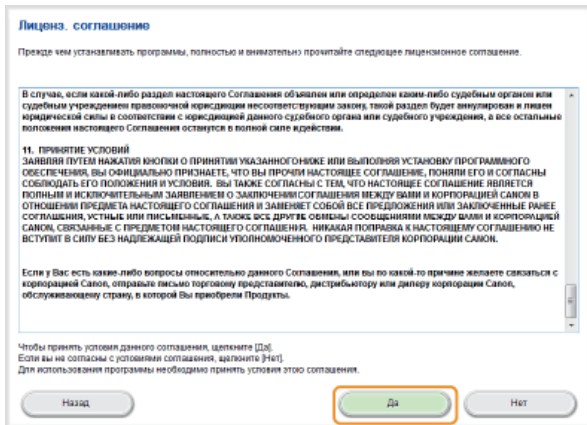 Лиценз. соглашение
Прежде чем устанавливать программы, полностью и внимательно прочитайте следующее лицензионное соглашение.
В случае, если какой-либо раздел настоящего Соглашения объявлен или определен каким-либо судебным органом или
судебным учреждением правомочной юрисдикции несоответствующим закону, такой раздел будет аннулирован и лишен
юридической силы в соответствии с юрисдикцией данного судебного органа или судебного учреждения, а все остальные
положения настоящего Соглашения останутся в полной силе идействии.
11. ПРИНЯТИЕ УСЛОВИЙ
ЗАЯВЛЯЯ ПУТЕМ НАЖАТИЯ КНОПКИ О ПРИНЯТИИ УКАЗАННОГОНИЖЕ ИЛИ ВЫПОЛНЯЯ УСТАНОВКУ ПРОГРАММНОГО
ОБЕСПЕЧЕНИЯ, ВЫ ОФИЦИАЛЬНО ПРИЗНАЕТЕ, ЧТО ВЫ ПРОЧЛИ НАСТОЯЩЕЕ СОГЛАШЕНИЕ, ПОНЯЛИ ЕГО И СОГЛАСНЫ
СОБЛЮДАТЬ ЕГО ПОЛОЖЕНИЯ И УСЛОВИЯ. ВЫ ТАКЖЕ СОГЛАСНЫ С ТЕМ, ЧТО НАСТОЯЩЕЕ СОГЛАШЕНИЕ ЯВЛЯЕТСЯ
ПОЛНЫМ И ИСКЛЮЧИТЕЛЬНЫМ ЗАЯВЛЕНИЕМ О ЗАКЛЮЧЕНИИ СОГЛАШЕНИЯ МЕЖДУ ВАМИ И КОРПОРАЦИЕЙ CANON В
ОТНОШЕНИИ ПРЕДМЕТА НАСТОЯЩЕГО СОГЛАШЕНИЯ И ЗАМЕНЯЕТ СОБОЙ ВСЕ ПРЕДЛОЖЕНИЯ ИЛИ ЗАКЛЮЧЕННЫЕ РАНЕЕ
СОГЛАШЕНИЯ, УСТНЫЕ ИЛИ ПИСЬМЕННЫЕ, А ТАКЖЕ ВСЕ ДРУГИЕ ОБМЕНЫ СООБЩЕНИЯМИ МЕЖДУ ВАМИ И КОРПОРАЦИЕЙ
CANON, СВЯЗАННЫЕ С ПРЕДМЕТОМ НАСТОЯЩЕГО СОГЛАШЕНИЯ. НИКАКАЯ ПОПРАВКА К НАСТОЯЩЕМУ СОГЛАШЕНИЮ НЕ
ВСТУПИТ В СИЛУ БЕЗ НАДЛЕЖАЩЕЙ ПОДПИСИ УПОЛНОМОЧЕННОГО ПРЕДСТАВИТЕЛЯ КОРПОРАЦИИ CANON.
Если у Вас есть какие-либо вопросы относительно данного Соглашения, или вы по какой-то причине желаете связаться с
корпорацией Canon, отправьте письмо торговому представителю, дистрибьютору или дилеру корпорации Canon,
обслуживающему страну, в которой Вы приобрели Продукты.
Чтобы принять условия данного соглашения, щелкните [Да].
Если вы не согласны с условиями соглашения, щелкните [Нет].
Для использования программы необходимо принять условия этого соглашения.
Назад Да Нет